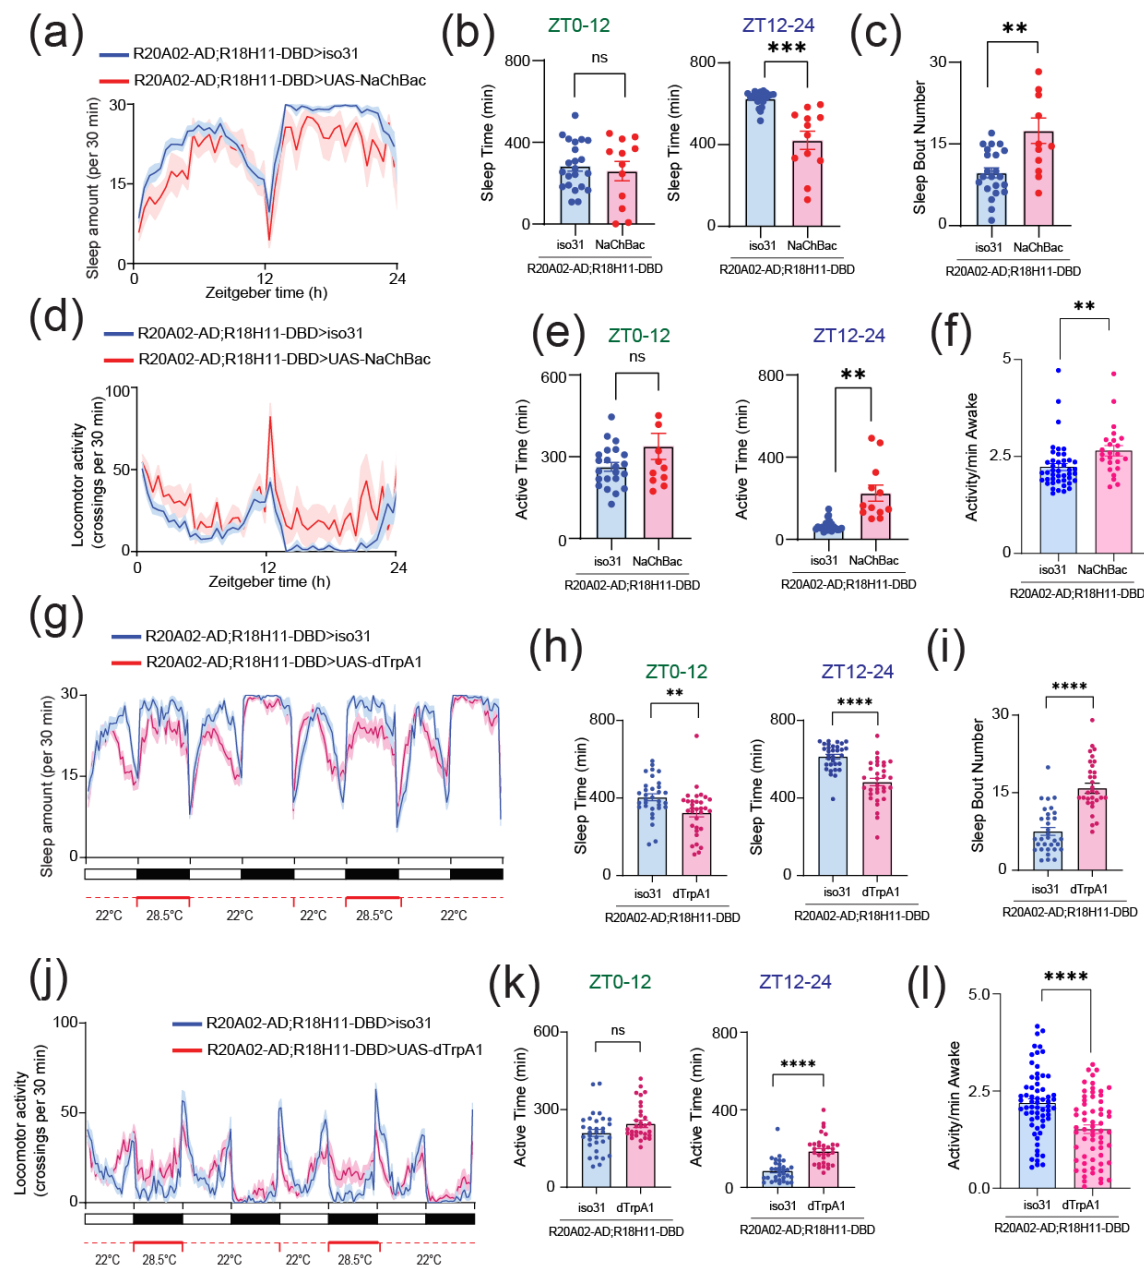 (a)
R20A02-AD;R18H11-DBD>iso31
R20A02-AD;R18H11-DBD>UAS-NaChBac
Sleep amount (per 30 min)
30
15
0
0
12
24
Zeitgeber time (h)
(b)
ZT0-12
ns
Sleep Time (min)
800
400
0
iso31
NaChBac
R20A02-AD;R18H11-DBD
ZT12-24
***
Sleep Time (min)
800
400
0
iso31
NaChBac
R20A02-AD;R18H11-DBD
(c)
**
Sleep Bout Number
30
15
0
iso31
NaChBac
R20A02-AD;R18H11-DBD
(d)
R20A02-AD;R18H11-DBD>iso31
R20A02-AD;R18H11-DBD>UAS-NaChBac
Locomotor activity
(crossings per 30 min)
100
50
0
0
12
24
Zeitgeber time (h)
(e)
ZT0-12
ns
Active Time (min)
600
300
0
iso31
NaChBac
R20A02-AD;R18H11-DBD
ZT12-24
**
Active Time (min)
800
400
0
iso31
NaChBac
R20A02-AD;R18H11-DBD
(f)
**
Activity/min Awake
5
2.5
0
iso31
NaChBac
R20A02-AD;R18H11-DBD
(g)
R20A02-AD;R18H11-DBD>iso31
R20A02-AD;R18H11-DBD>UAS-dTrpA1
Sleep amount (per 30 min)
30
15
0
22°C
28.5°C
22°C
22°C
28.5°C
22°C
(h)
ZT0-12
**
Sleep Time (min)
800
400
0
iso31
dTrpA1
R20A02-AD;R18H11-DBD
ZT12-24
****
Sleep Time (min)
800
400
0
iso31
dTrpA1
R20A02-AD;R18H11-DBD
(i)
****
Sleep Bout Number
30
15
0
iso31
dTrpA1
R20A02-AD;R18H11-DBD
(j)
R20A02-AD;R18H11-DBD>iso31
R20A02-AD;R18H11-DBD>UAS-dTrpA1
Locomotor activity
(crossings per 30 min)
100
50
0
22°C
28.5°C
22°C
22°C
28.5°C
22°C
(k)
ZT0-12
ns
Active Time (min)
600
300
0
iso31
dTrpA1
R20A02-AD;R18H11-DBD
ZT12-24
****
Active Time (min)
800
400
0
iso31
dTrpA1
R20A02-AD;R18H11-DBD
(l)
****
Activity/min Awake
5.0
2.5
0
iso31
dTrpA1
R20A02-AD;R18H11-DBD